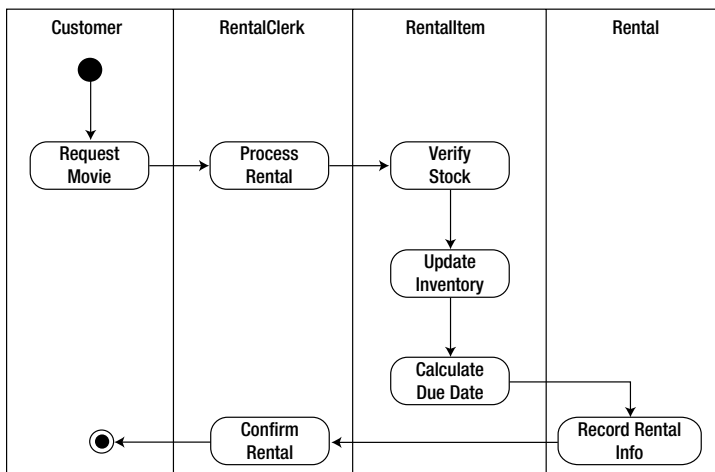 Customer
RentalClerk
RentalItem
Rental
Request
Movie
Process
Rental
Verify
Stock
Update
Inventory
Calculate
Due Date
Confirm
Rental
Record Rental
Info